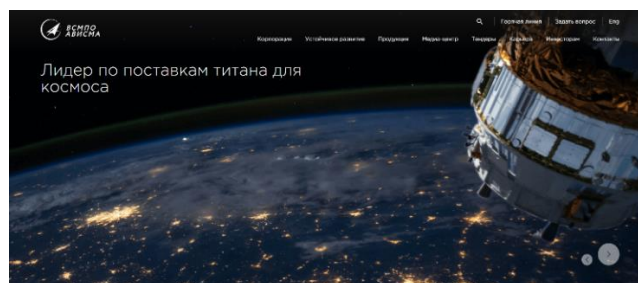 Горячая линия
Задать вопрос
Eng
ВСМПО
АВИСМА
Корпорация
Устойчивое развитие
Продукция
Медиа-центр
Тендеры
Карьера
Инвесторам
Контакты
Лидер по поставкам титана для
космоса